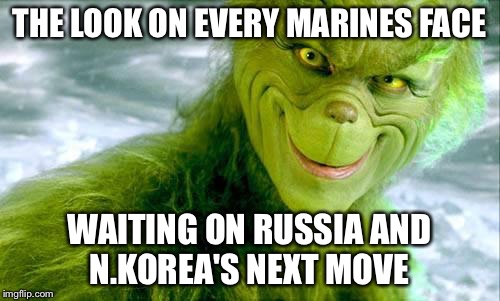 THE LOOK ON EVERY MARINES FACE
WAITING ON RUSSIA AND
N.KOREA'S NEXT MOVE
imgflip.com